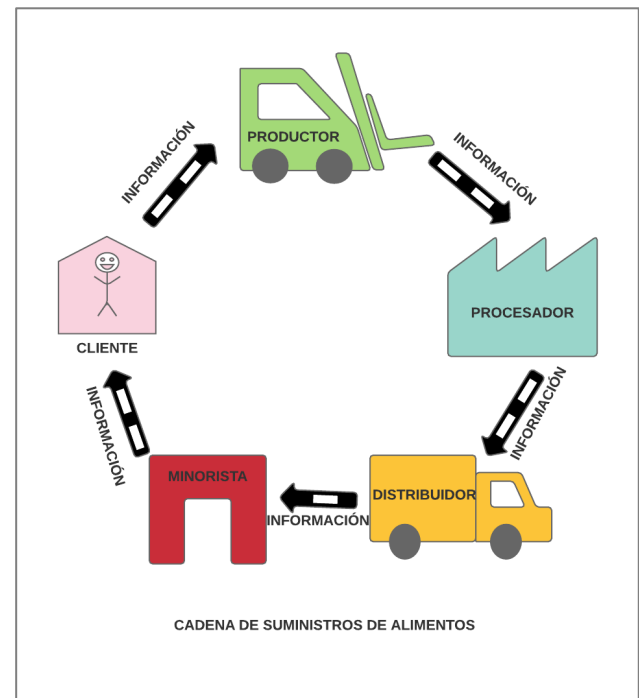 PRODUCTOR
INFORMACIÓN
PROCESADOR
INFORMACIÓN
DISTRIBUIDOR
INFORMACIÓN
MINORISTA
INFORMACIÓN
CLIENTE
INFORMACIÓN
CADENA DE SUMINISTROS DE ALIMENTOS